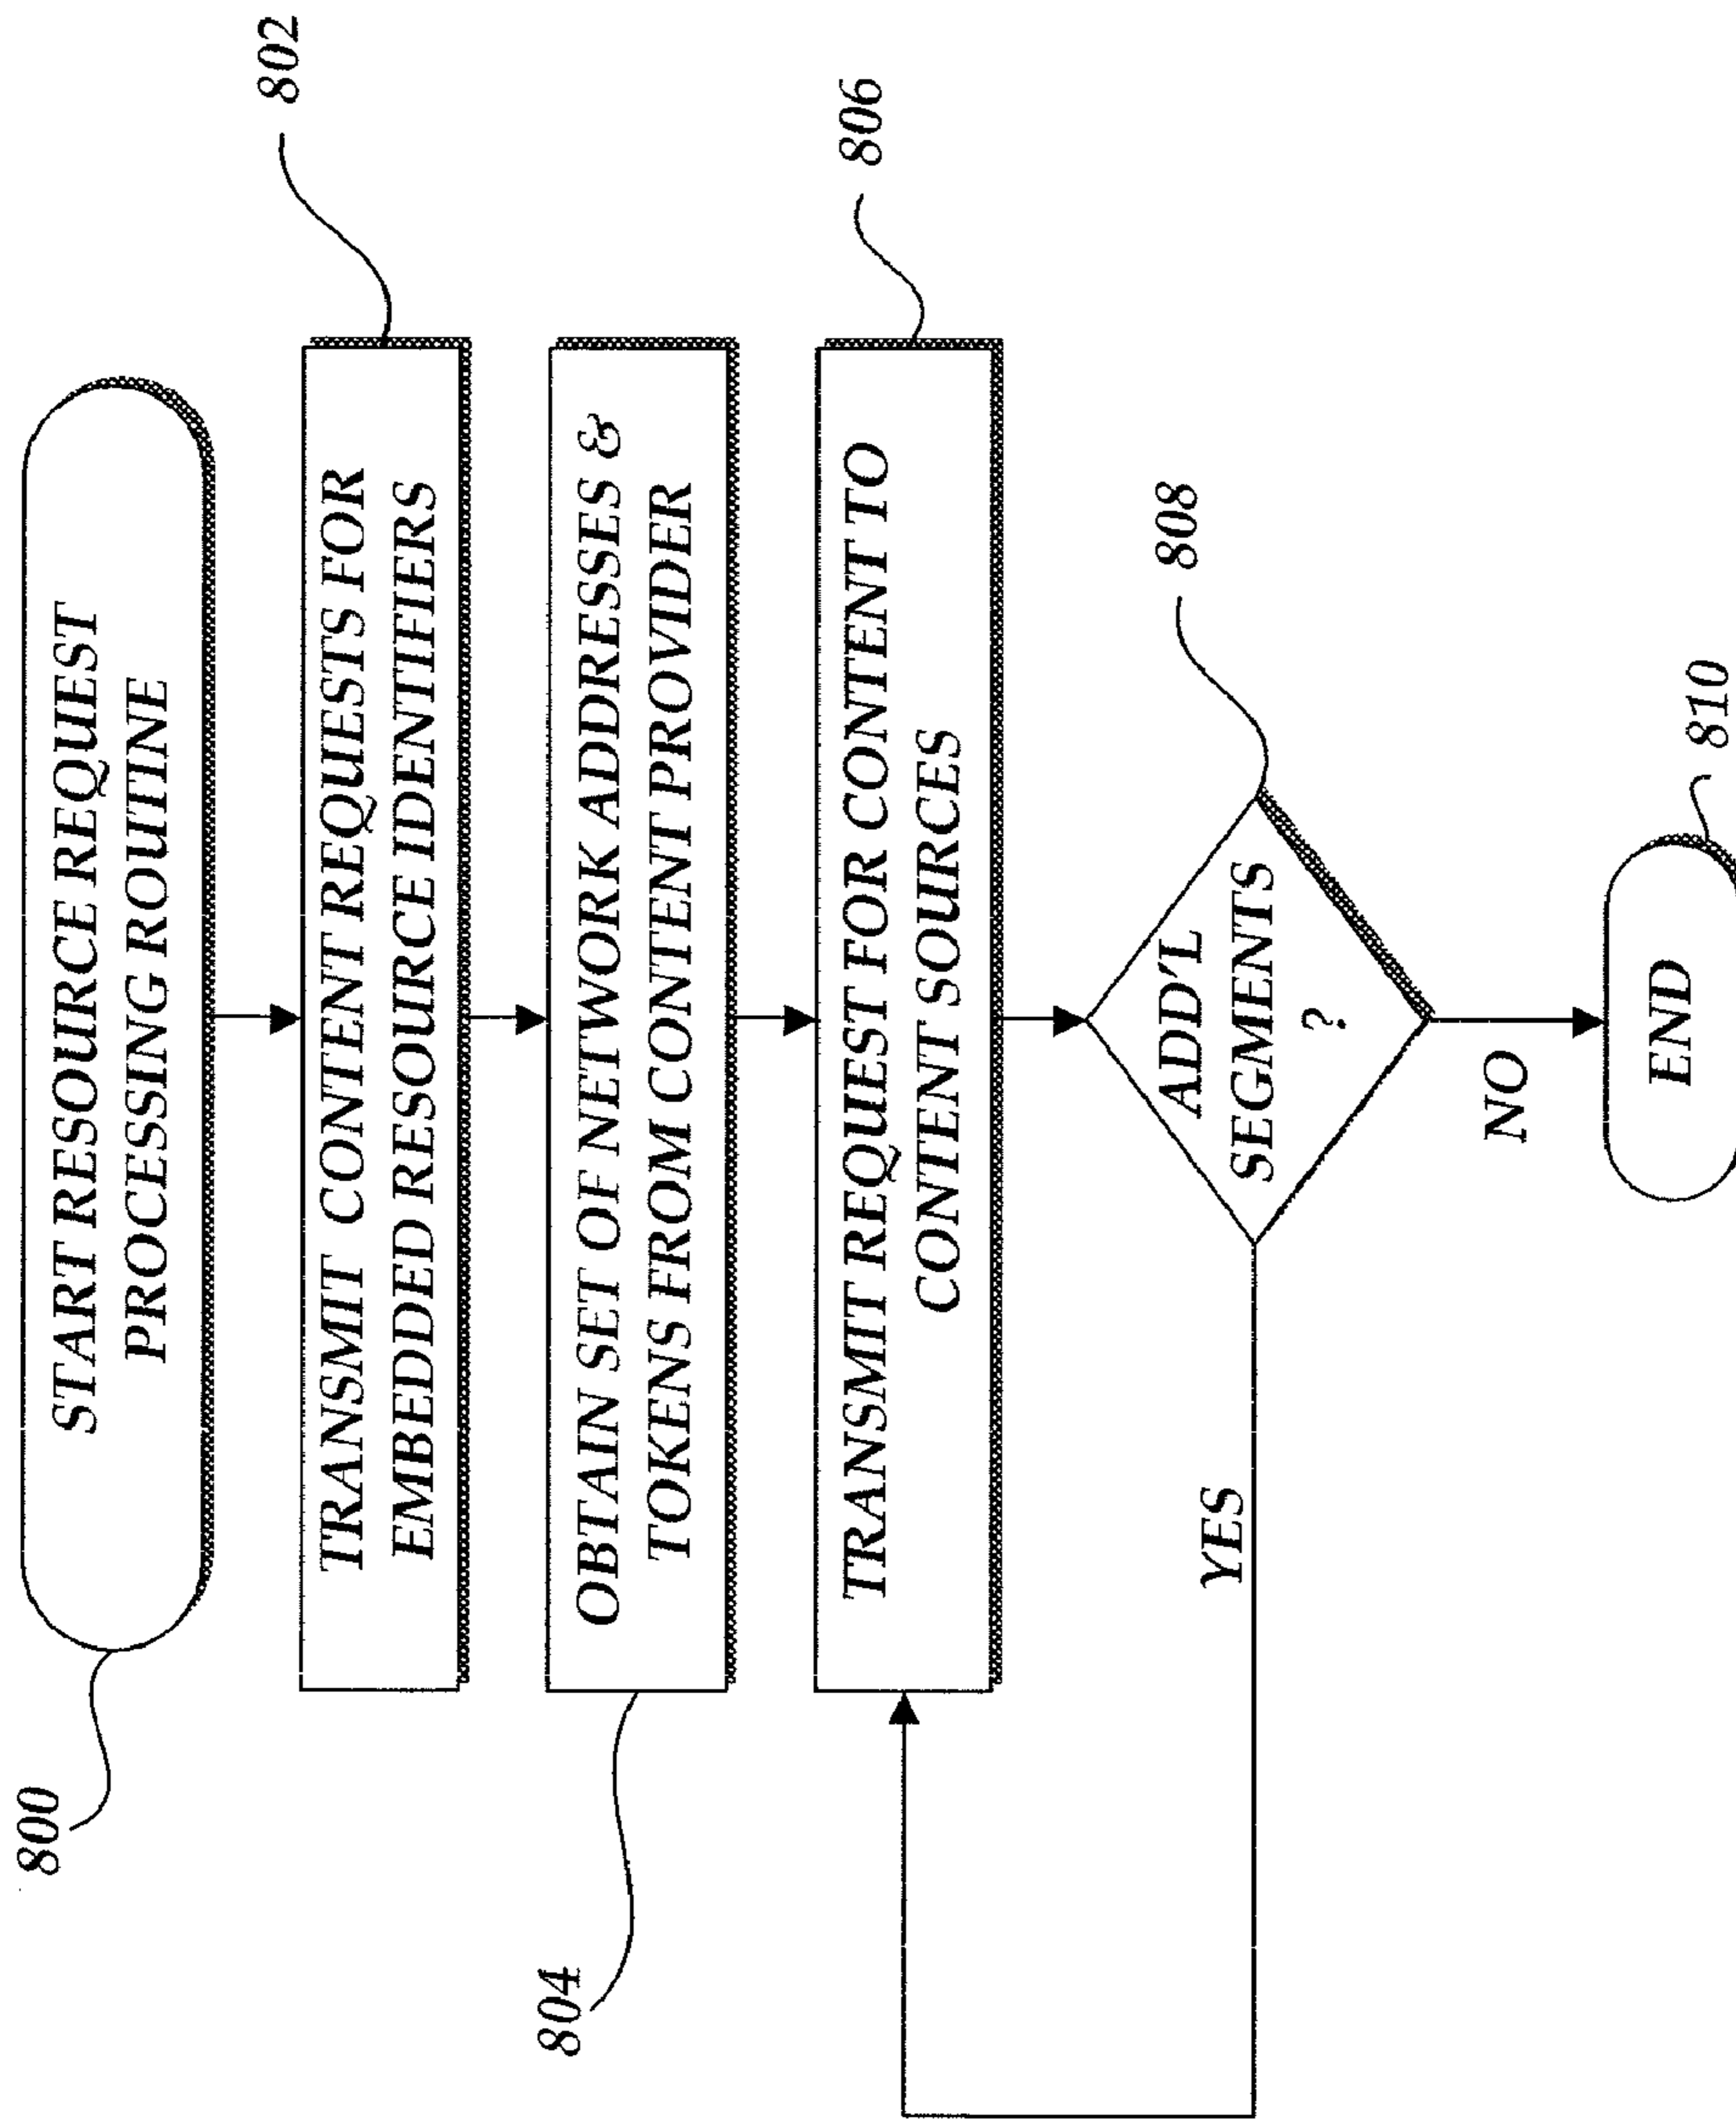 800
START RESOURCE REQUEST
PROCESSING ROUTINE
802
TRANSMIT CONTENT REQUESTS FOR
EMBEDDED RESOURCE IDENTIFIERS
804
OBTAIN SET OF NETWORK ADDRESSES &
TOKENS FROM CONTENT PROVIDER
806
TRANSMIT REQUEST FOR CONTENT TO
CONTENT SOURCES
808
ADD'L
SEGMENTS
?
YES
NO
810
END